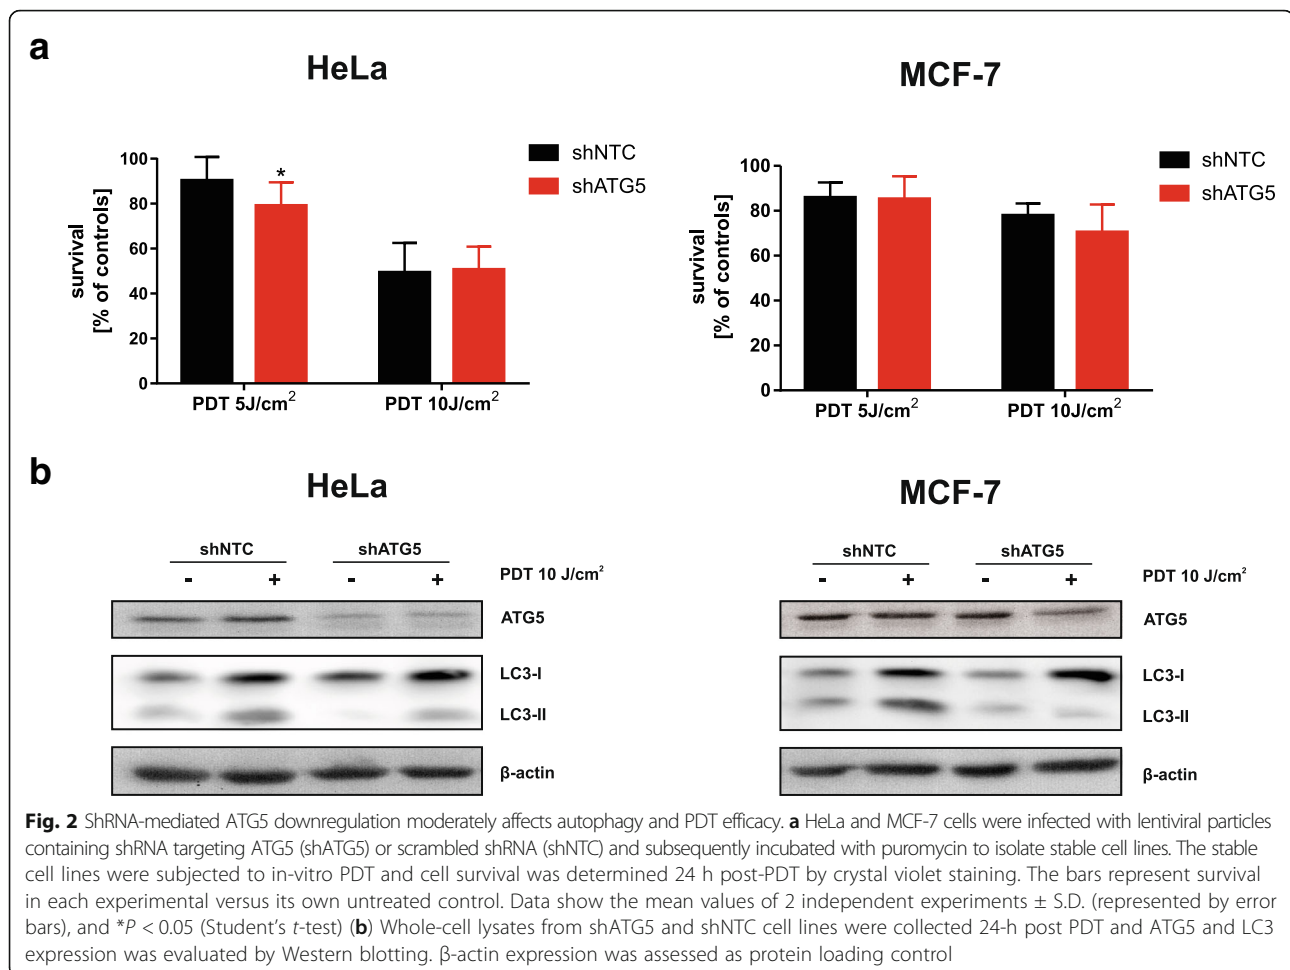 a
HeLa
MCF-7
survival
[% of controls]
100
80
60
40
20
0
*
shNTC
shATG5
PDT 5J/cm2
PDT 10J/cm2
survival
[% of controls]
100
80
60
40
20
0
shNTC
shATG5
PDT 5J/cm2
PDT 10J/cm2
b
HeLa
MCF-7
shNTC shATG5
- + - + PDT 10 J/cm2
ATG5
LC3-I
LC3-II
β-actin
shNTC shATG5
- + - + PDT 10 J/cm2
ATG5
LC3-I
LC3-II
β-actin
Fig. 2 ShRNA-mediated ATG5 downregulation moderately affects autophagy and PDT efficacy. a HeLa and MCF-7 cells were infected with lentiviral particles
containing shRNA targeting ATG5 (shATG5) or scrambled shRNA (shNTC) and subsequently incubated with puromycin to isolate stable cell lines. The stable
cell lines were subjected to in-vitro PDT and cell survival was determined 24 h post-PDT by crystal violet staining. The bars represent survival
in each experimental versus its own untreated control. Data show the mean values of 2 independent experiments ± S.D. (represented by error
bars), and *P < 0.05 (Student's t-test) (b) Whole-cell lysates from shATG5 and shNTC cell lines were collected 24-h post PDT and ATG5 and LC3
expression was evaluated by Western blotting. β-actin expression was assessed as protein loading control